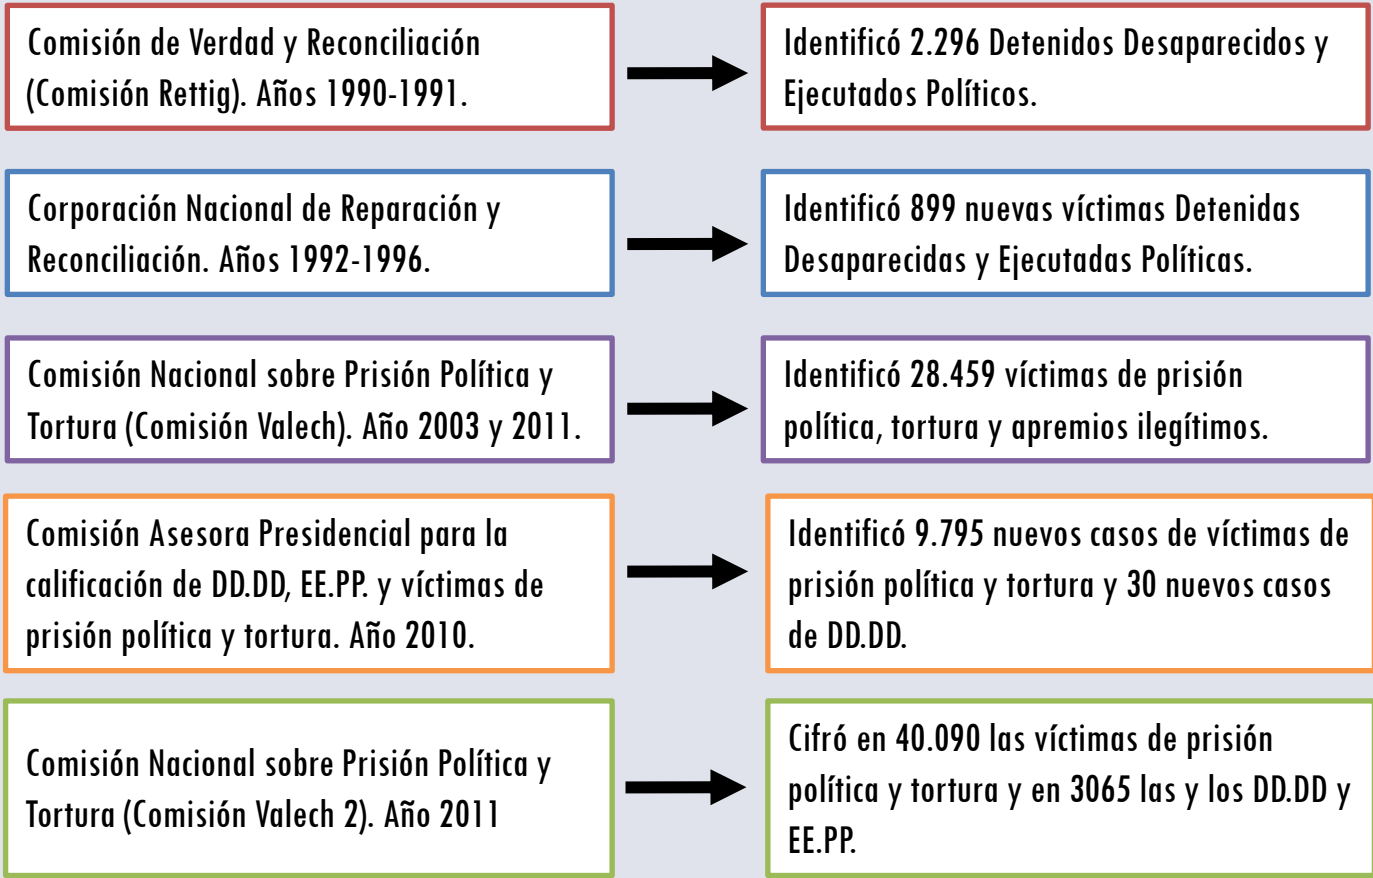 Comisión de Verdad y Reconciliación
(Comisión Rettig). Años 1990-1991.
Identificó 2.296 Detenidos Desaparecidos y
Ejecutados Políticos.
Corporación Nacional de Reparación y
Reconciliación. Años 1992-1996.
Identificó 899 nuevas víctimas Detenidas
Desaparecidas y Ejecutadas Políticas.
Comisión Nacional sobre Prisión Política y
Tortura (Comisión Valech). Año 2003 y 2011.
Identificó 28.459 víctimas de prisión
política, tortura y apremios ilegítimos.
Comisión Asesora Presidencial para la
calificación de DD.DD, EE.PP. y víctimas de
prisión política y tortura. Año 2010.
Identificó 9.795 nuevos casos de víctimas de
prisión política y tortura y 30 nuevos casos
de DD.DD.
Comisión Nacional sobre Prisión Política y
Tortura (Comisión Valech 2). Año 2011
Cifró en 40.090 las víctimas de prisión
política y tortura y en 3065 las y los DD.DD y
EE.PP.